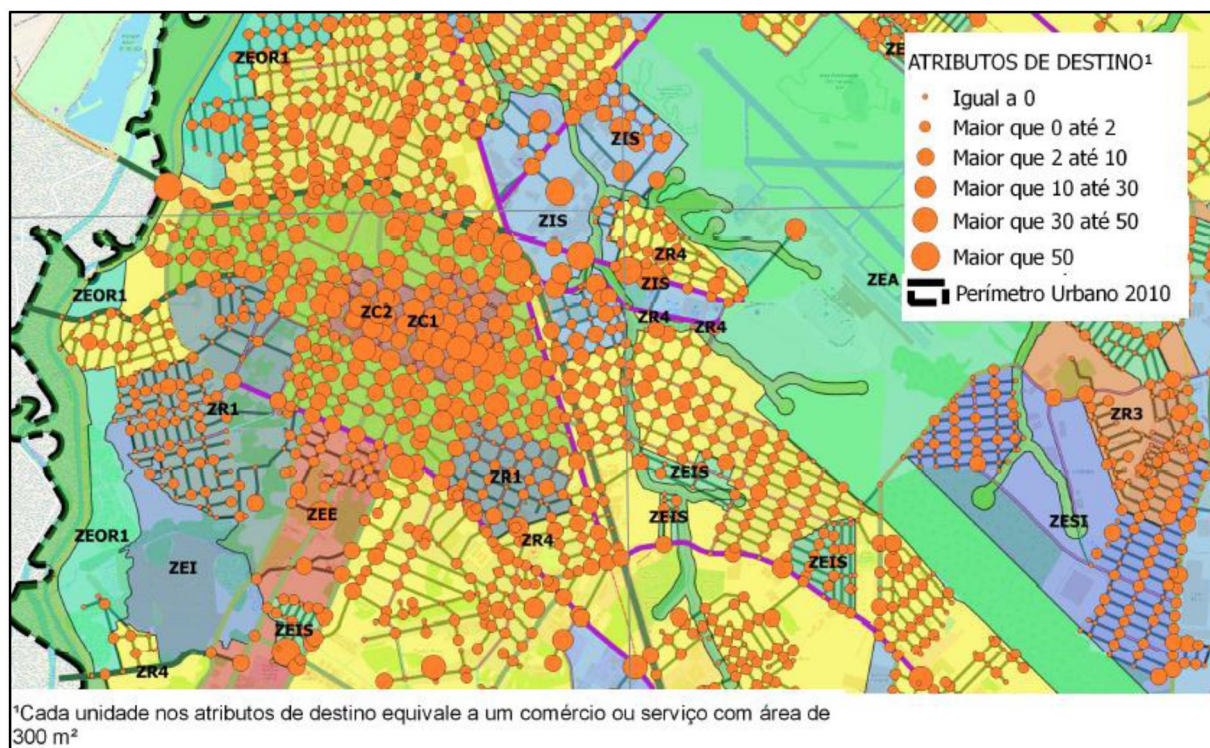 ZEOR1
ATRIBUTOS DE DESTINO¹
Igual a 0
Maior que 0 até 2
Maior que 2 até 10
Maior que 10 até 30
Maior que 30 até 50
Maior que 50
Perímetro Urbano 2010
ZIS
ZIS
ZR4
ZEA
ZEOR1
ZIS
ZC2
ZC1
ZR4
ZR4
ZR1
ZR3
ZEIS
ZR1
ZEE
ZEIS
ZESI
ZEOR1
ZR4
ZEI
ZEIS
ZEIS
ZR4
¹Cada unidade nos atributos de destino equivale a um comércio ou serviço com área de
300 m²